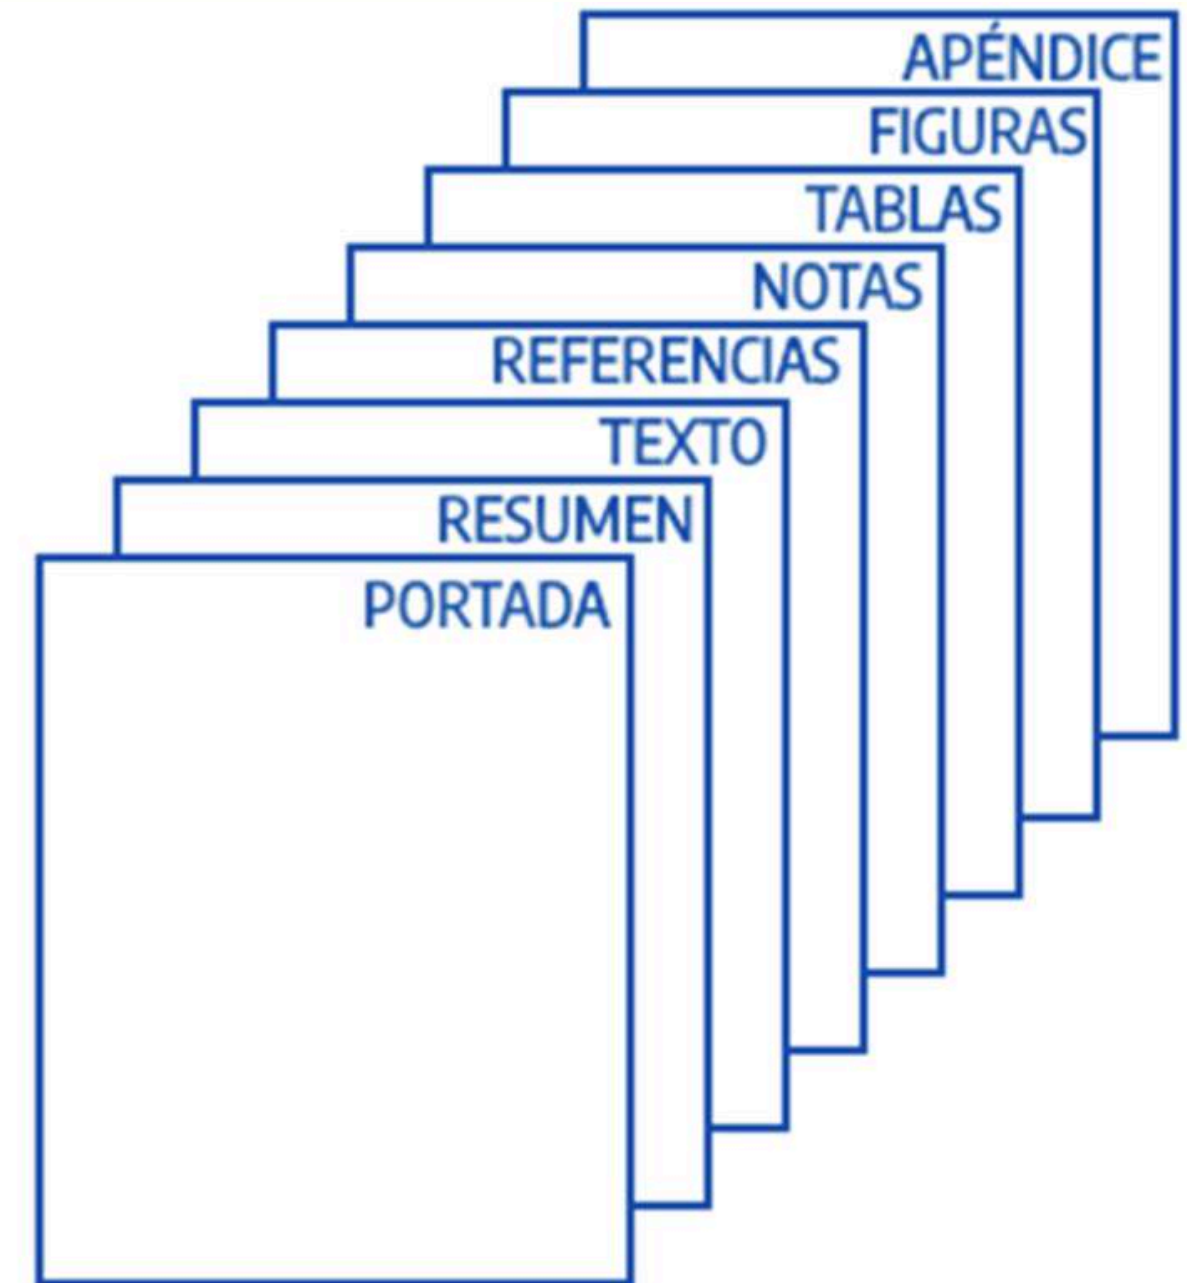 APÉNDICE
FIGURAS
TABLAS
NOTAS
REFERENCIAS
TEXTO
RESUMEN
PORTADA